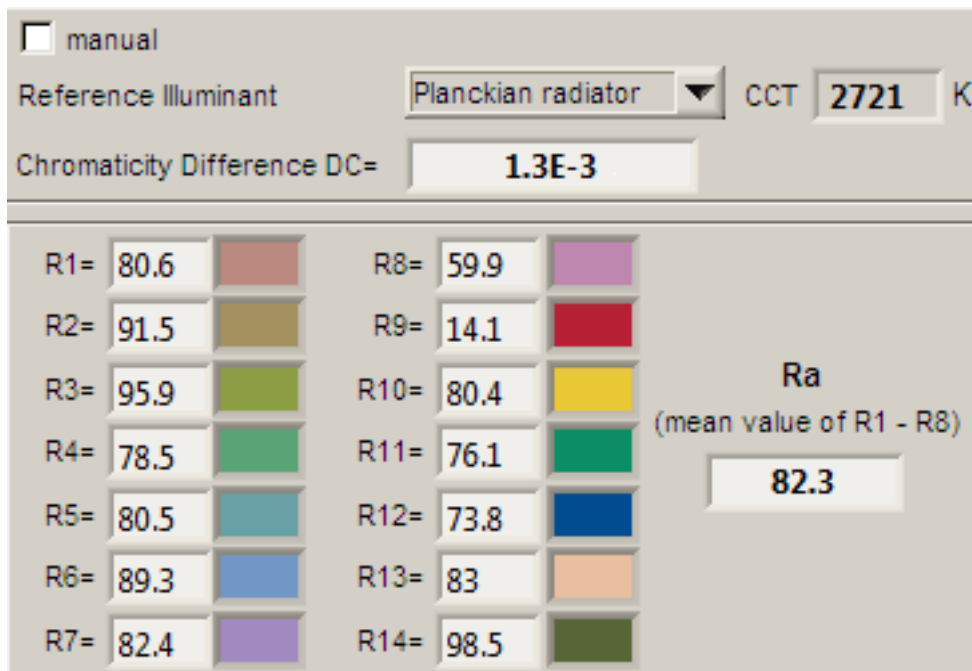 manual
Reference Illuminant Planckian radiator CCT 2721 K
Chromaticity Difference DC= 1.3E-3
R1= 80.6 R8= 59.9
R2= 91.5 R9= 14.1
R3= 95.9 R10= 80.4
Ra
(mean value of R1 - R8)
R4= 78.5 R11= 76.1
82.3
R5= 80.5 R12= 73.8
R6= 89.3 R13= 83
R7= 82.4 R14= 98.5